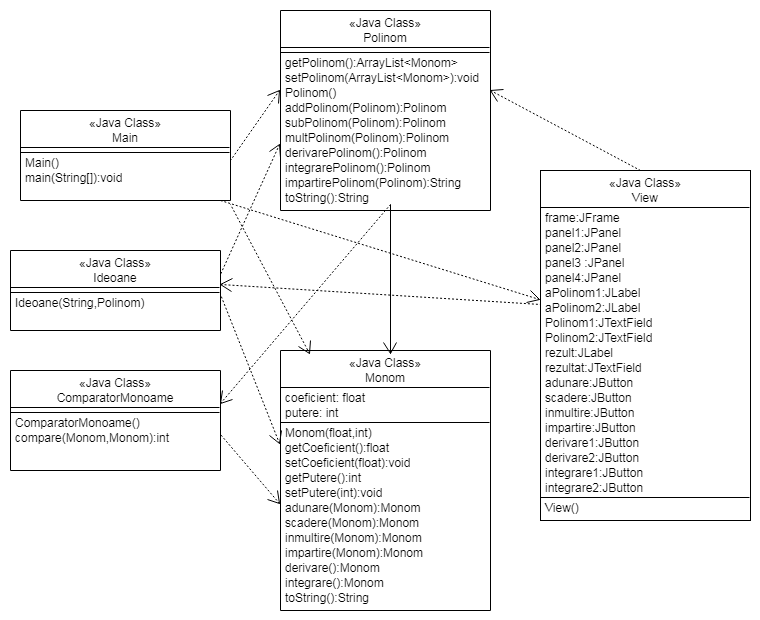 «Java Class»
Polinom
getPolinom():ArrayList<Monom>
setPolinom(ArrayList<Monom>):void
Polinom()
addPolinom(Polinom):Polinom
subPolinom(Polinom):Polinom
multPolinom(Polinom):Polinom
derivarePolinom():Polinom
integrarePolinom():Polinom
impartirePolinom(Polinom):String
toString():String
«Java Class»
Main
Main()
main(String[]):void
«Java Class»
View
frame:JFrame
panel1:JPanel
panel2:JPanel
panel3 :JPanel
panel4:JPanel
aPolinom1:JLabel
aPolinom2:JLabel
Polinom1:JTextField
Polinom2:JTextField
rezult:JLabel
rezultat:JTextField
adunare:JButton
scadere:JButton
inmultire:JButton
impartire:JButton
derivare1:JButton
derivare2:JButton
integrare1:JButton
integrare2:JButton
View()
«Java Class»
Ideoane
Ideoane(String,Polinom)
«Java Class»
ComparatorMonoame
ComparatorMonoame()
compare(Monom,Monom):int
«Java Class»
Monom
coeficient: float
putere: int
Monom(float,int)
getCoeficient():float
setCoeficient(float):void
getPutere():int
setPutere(int):void
adunare(Monom):Monom
scadere(Monom):Monom
inmultire(Monom):Monom
impartire(Monom):Monom
derivare():Monom
integrare():Monom
toString():String